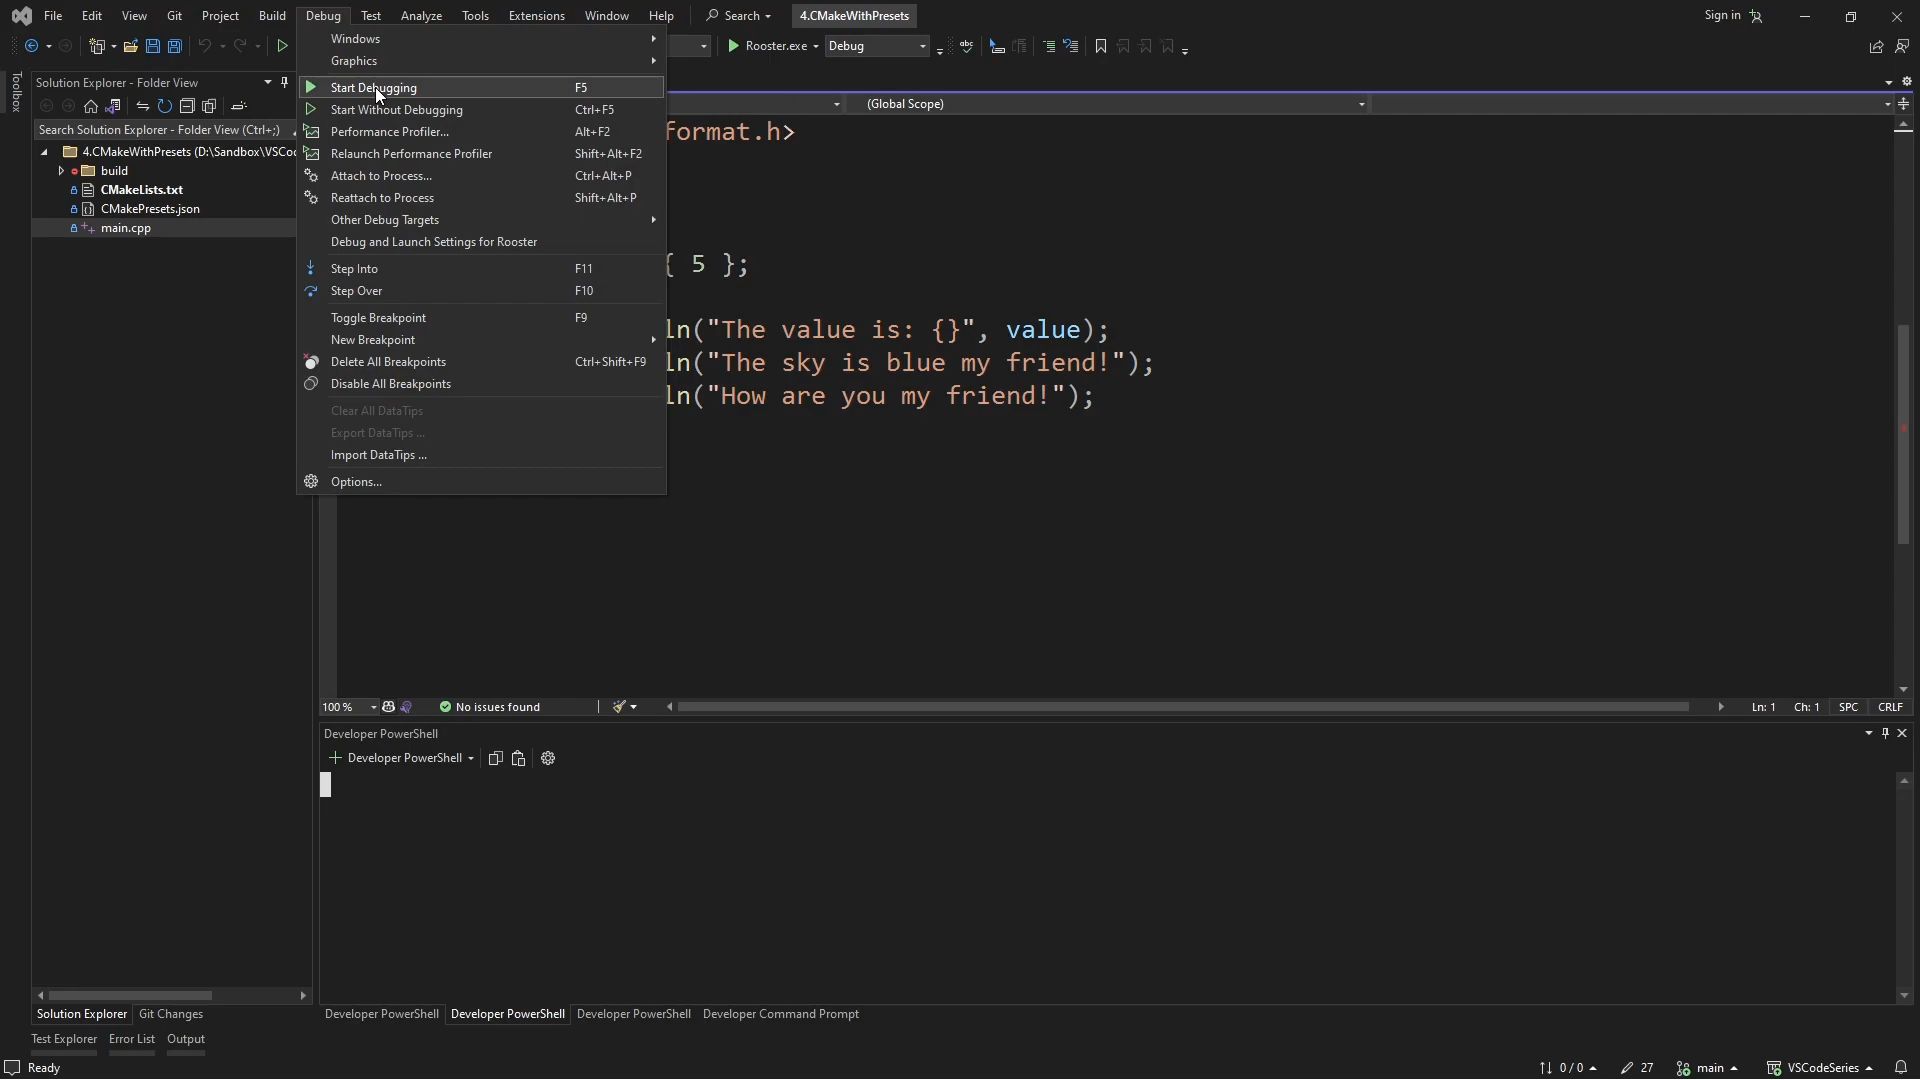 File Edit View Git Project Build Debug Test Analyze Tools Extensions Window Help Search 4.CMakeWithPresets Sign in
Rooster.exe Debug
Toolbox
Solution Explorer - Folder View
Search Solution Explorer - Folder View (Ctrl+;)
4.CMakeWithPresets (D:\Sandbox\VSCo
build
CMakeLists.txt
CMakePresets.json
main.cpp
Windows
Graphics
Start Debugging F5
Start Without Debugging Ctrl+F5
Performance Profiler... Alt+F2
Relaunch Performance Profiler Shift+Alt+F2
Attach to Process... Ctrl+Alt+P
Reattach to Process Shift+Alt+P
Other Debug Targets
Debug and Launch Settings for Rooster
Step Into F11
Step Over F10
Toggle Breakpoint F9
New Breakpoint
Delete All Breakpoints Ctrl+Shift+F9
Disable All Breakpoints
Clear All DataTips
Export DataTips ...
Import DataTips ...
Options...
(Global Scope)
format.h>
{ 5 };
ln("The value is: {}", value);
ln("The sky is blue my friend!");
ln("How are you my friend!");
100 % No issues found Ln: 1 Ch: 1 SPC CRLF
Developer PowerShell
Developer PowerShell
Solution Explorer Git Changes
Developer PowerShell Developer PowerShell Developer PowerShell Developer Command Prompt
Test Explorer Error List Output
Ready 0 / 0 27 main VSCodeSeries